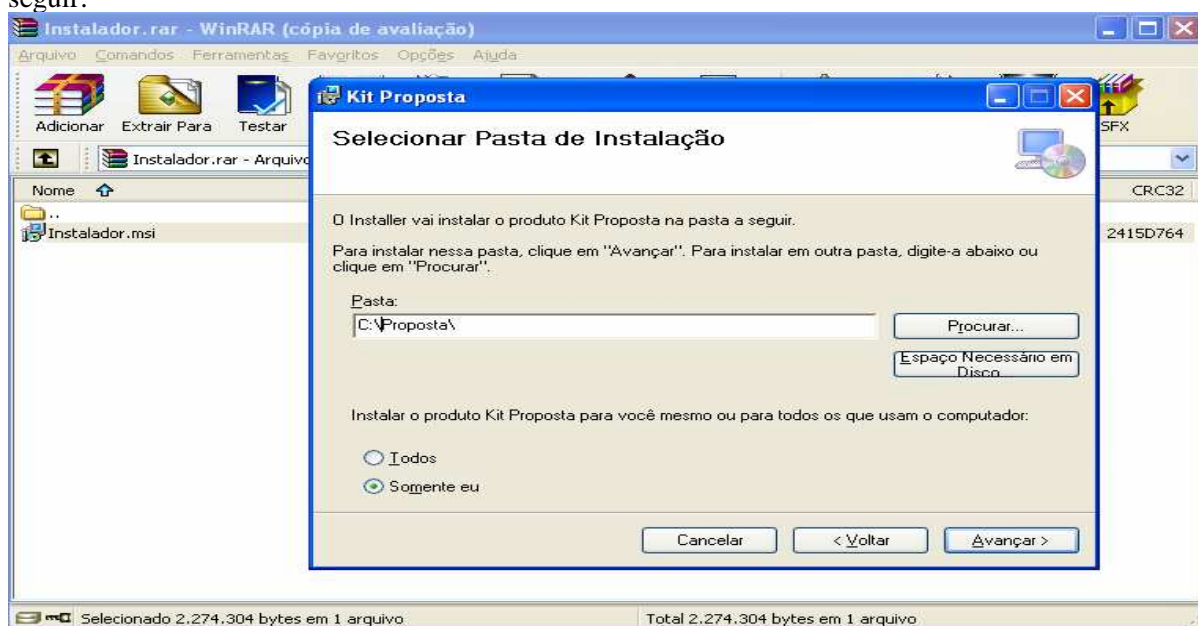 seguir:
Instalador.rar - WinRAR (cópia de avaliação)
Arquivo Comandos Ferramentas Favoritos Opções Ajuda
Kit Proposta
Adicionar Extrair Para Testar SFX
Selecionar Pasta de Instalação
Instalador.rar - Arquivo
Nome CRC32
..
Instalador.msi 2415D764
O Installer vai instalar o produto Kit Proposta na pasta a seguir.
Para instalar nessa pasta, clique em "Avançar". Para instalar em outra pasta, digite-a abaixo ou
clique em "Procurar".
Pasta:
C:\Proposta\
Procurar...
Espaço Necessário em
Disco...
Instalar o produto Kit Proposta para você mesmo ou para todos os que usam o computador:
Todos
Somente eu
Cancelar < Voltar Avançar >
Selecionado 2.274.304 bytes em 1 arquivo Total 2.274.304 bytes em 1 arquivo